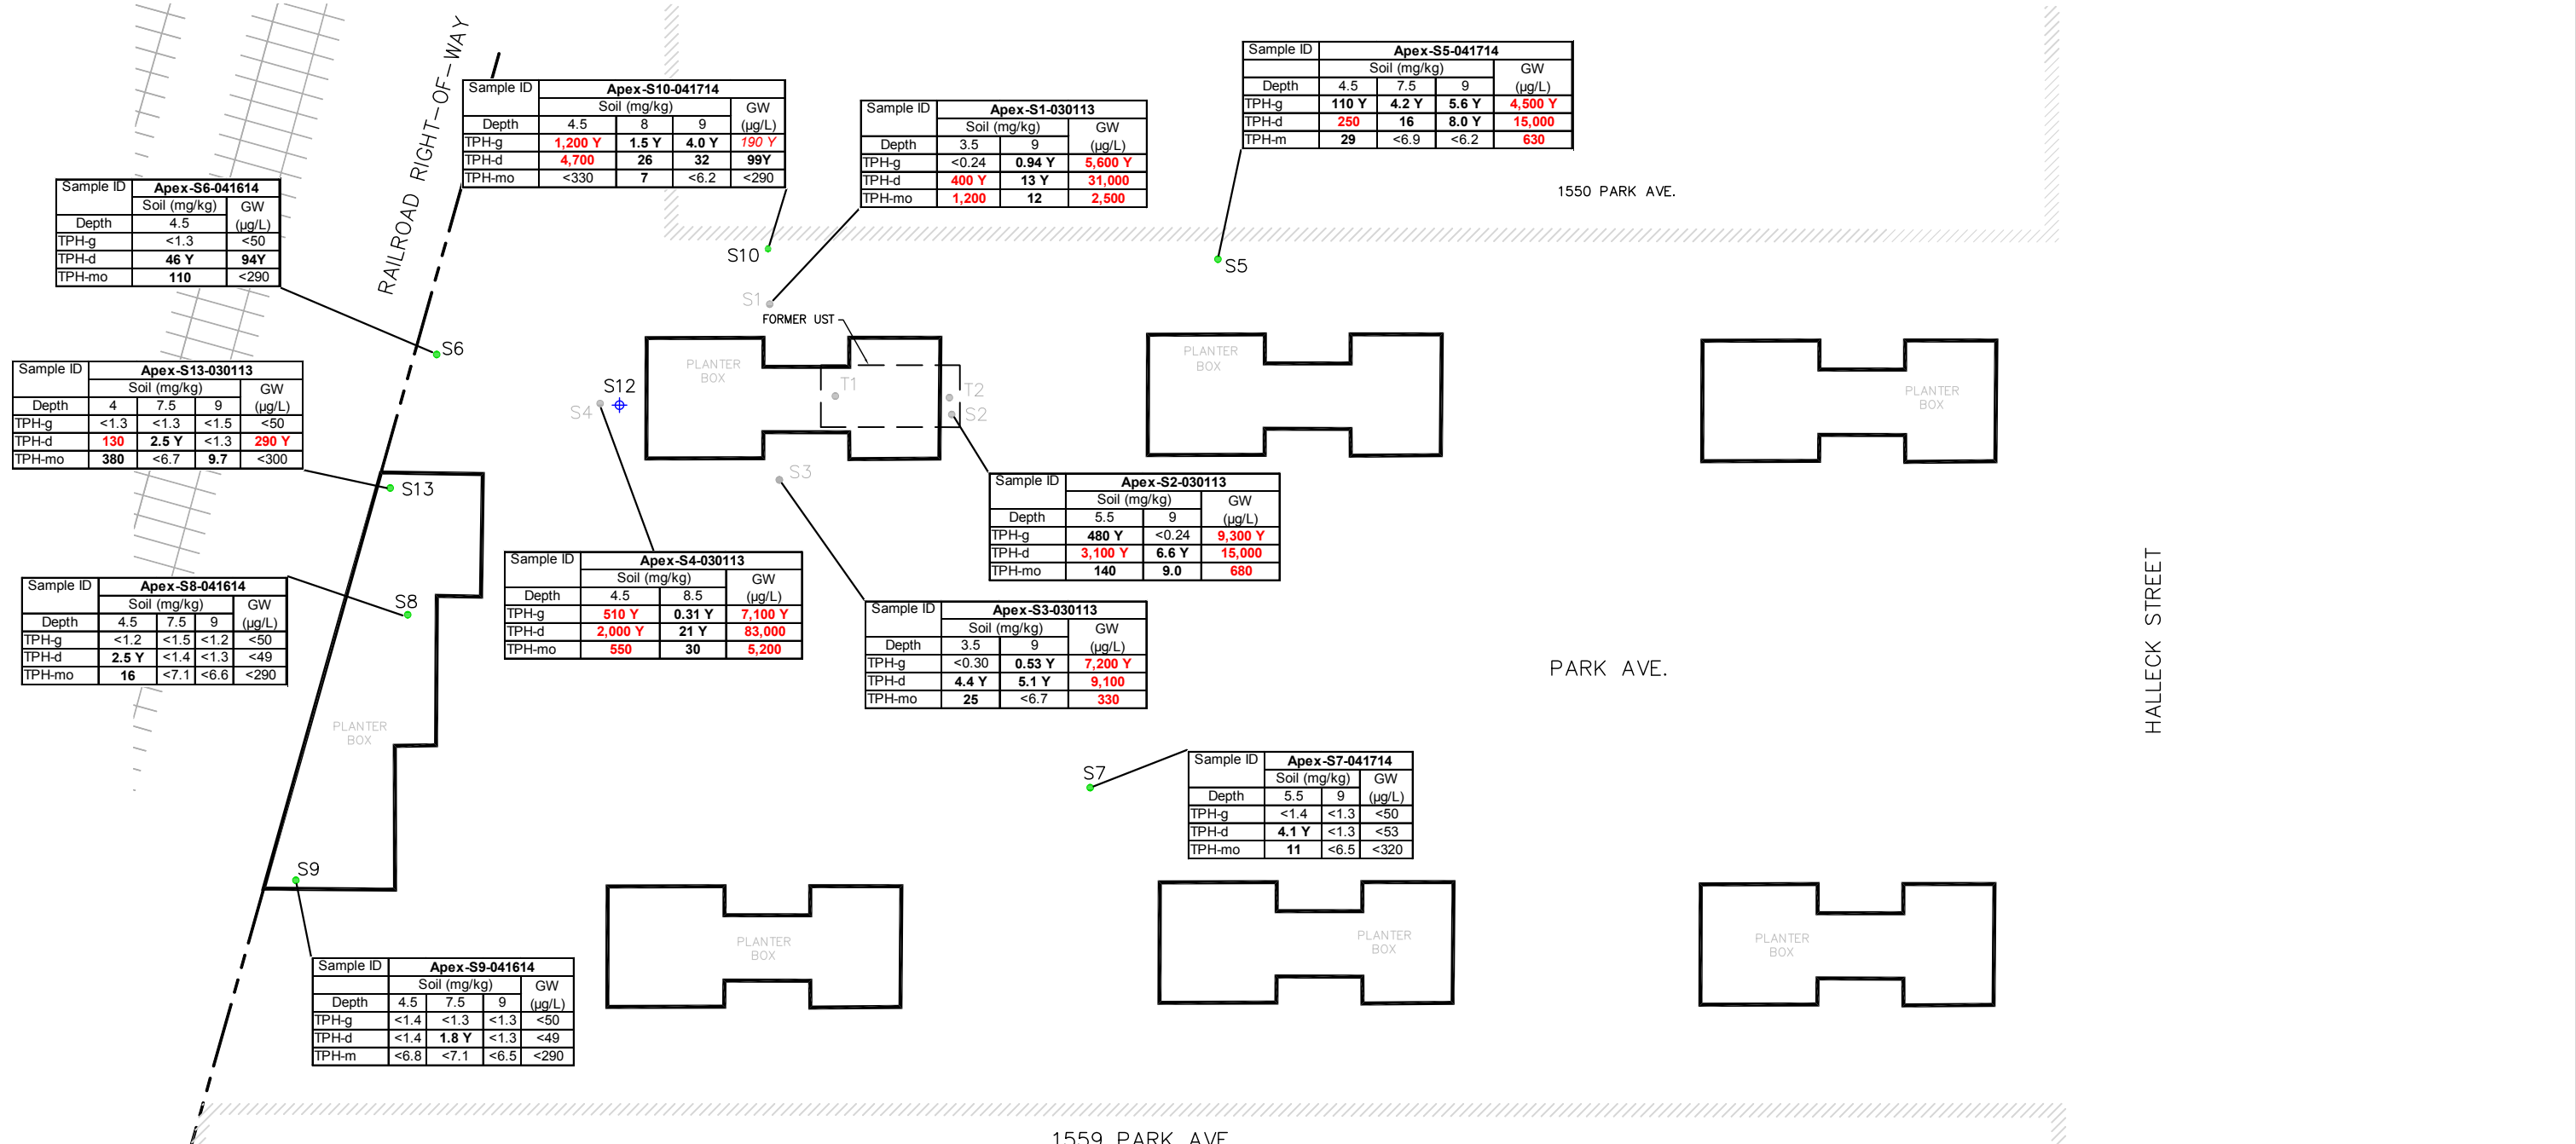 RAILROAD RIGHT-OF-WAY
Sample ID Apex-S10-041714
Soil (mg/kg) GW
Depth 4.5 8 9 (µg/L)
TPH-g 1,200 Y 1.5 Y 4.0 Y 190 Y
TPH-d 4,700 26 32 99Y
TPH-mo <330 7 <6.2 <290
S10
Sample ID Apex-S1-030113
Soil (mg/kg) GW
Depth 3.5 9 (µg/L)
TPH-g <0.24 0.94 Y 5,600 Y
TPH-d 400 Y 13 Y 31,000
TPH-mo 1,200 12 2,500
S1
Sample ID Apex-S5-041714
Soil (mg/kg) GW
Depth 4.5 7.5 9 (µg/L)
TPH-g 110 Y 4.2 Y 5.6 Y 4,500 Y
TPH-d 250 16 8.0 Y 15,000
TPH-m 29 <6.9 <6.2 630
S5
1550 PARK AVE.
Sample ID Apex-S6-041614
Soil (mg/kg) GW
Depth 4.5 (µg/L)
TPH-g <1.3 <50
TPH-d 46 Y 94Y
TPH-mo 110 <290
S6
FORMER UST
PLANTER
BOX
T1
T2
S2
S12
S4
S3
PLANTER
BOX
PLANTER
BOX
Sample ID Apex-S13-030113
Soil (mg/kg) GW
Depth 4 7.5 9 (µg/L)
TPH-g <1.3 <1.3 <1.5 <50
TPH-d 130 2.5 Y <1.3 290 Y
TPH-mo 380 <6.7 9.7 <300
S13
Sample ID Apex-S2-030113
Soil (mg/kg) GW
Depth 5.5 9 (µg/L)
TPH-g 480 Y <0.24 9,300 Y
TPH-d 3,100 Y 6.6 Y 15,000
TPH-mo 140 9.0 680
Sample ID Apex-S4-030113
Soil (mg/kg) GW
Depth 4.5 8.5 (µg/L)
TPH-g 510 Y 0.31 Y 7,100 Y
TPH-d 2,000 Y 21 Y 83,000
TPH-mo 550 30 5,200
Sample ID Apex-S8-041614
Soil (mg/kg) GW
Depth 4.5 7.5 9 (µg/L)
TPH-g <1.2 <1.5 <1.2 <50
TPH-d 2.5 Y <1.4 <1.3 <49
TPH-mo 16 <7.1 <6.6 <290
S8
Sample ID Apex-S3-030113
Soil (mg/kg) GW
Depth 3.5 9 (µg/L)
TPH-g <0.30 0.53 Y 7,200 Y
TPH-d 4.4 Y 5.1 Y 9,100
TPH-mo 25 <6.7 330
PARK AVE.
HALLECK STREET
PLANTER
BOX
S7
Sample ID Apex-S7-041714
Soil (mg/kg) GW
Depth 5.5 9 (µg/L)
TPH-g <1.4 <1.3 <50
TPH-d 4.1 Y <1.3 <53
TPH-mo 11 <6.5 <320
S9
PLANTER
BOX
PLANTER
BOX
PLANTER
BOX
Sample ID Apex-S9-041614
Soil (mg/kg) GW
Depth 4.5 7.5 9 (µg/L)
TPH-g <1.4 <1.3 <1.3 <50
TPH-d <1.4 1.8 Y <1.3 <49
TPH-m <6.8 <7.1 <6.5 <290
1559 PARK AVE